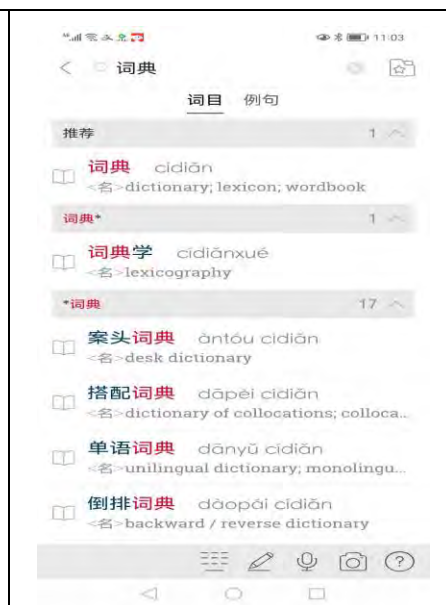 11:03
词典
词目 例句
推荐 1
词典 cídiǎn
<名>dictionary; lexicon; wordbook
词典* 1
词典学 cídiǎnxué
<名>lexicography
*词典 17
案头词典 àntóu cídiǎn
<名>desk dictionary
搭配词典 dāpèi cídiǎn
<名>dictionary of collocations; colloca...
单语词典 dānyǔ cídiǎn
<名>unilingual dictionary; monolingu...
倒排词典 dàopái cídiǎn
<名>backward / reverse dictionary